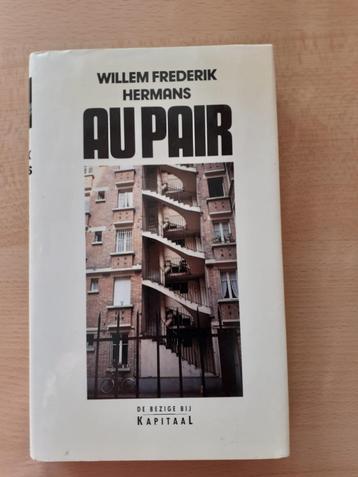 WILLEM FREDERIK
HERMANS
AU PAIR
DE BEZIGE BIJ
KAPITAAL
K
S